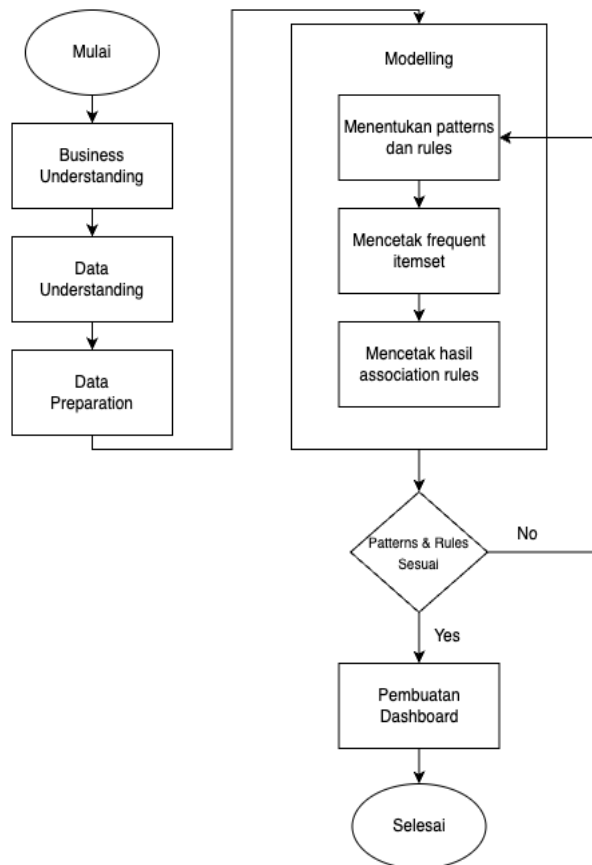 Mulai
Business
Understanding
Data
Understanding
Data
Preparation
Modelling
Menentukan patterns
dan rules
Mencetak frequent
itemset
Mencetak hasil
association rules
Patterns & Rules
Sesuai
No
Yes
Pembuatan
Dashboard
Selesai